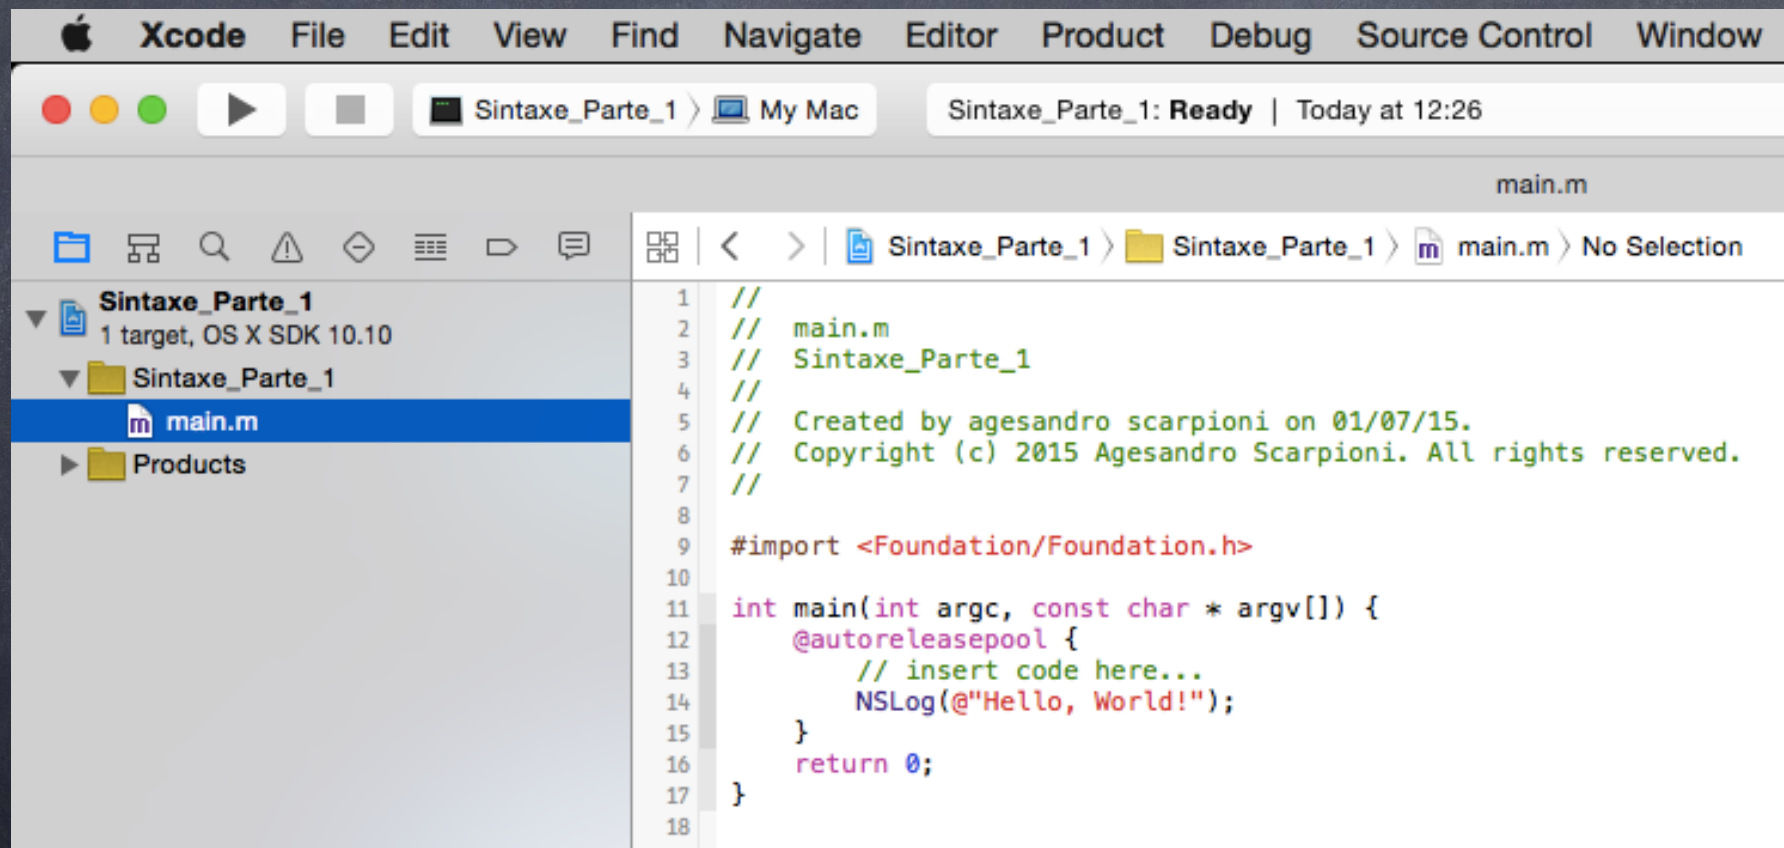 Xcode File Edit View Find Navigate Editor Product Debug Source Control Window
Sintaxe_Parte_1 My Mac Sintaxe_Parte_1: Ready | Today at 12:26
main.m
Sintaxe_Parte_1 Sintaxe_Parte_1 main.m No Selection
Sintaxe_Parte_1
1 target, OS X SDK 10.10
Sintaxe_Parte_1
main.m
Products
1 //
2 //  main.m
3 //  Sintaxe_Parte_1
4 //
5 //  Created by agesandro scarpioni on 01/07/15.
6 //  Copyright (c) 2015 Agesandro Scarpioni. All rights reserved.
7 //
8
9 #import <Foundation/Foundation.h>
10
11 int main(int argc, const char * argv[]) {
12     @autoreleasepool {
13         // insert code here...
14         NSLog(@"Hello, World!");
15     }
16     return 0;
17 }
18